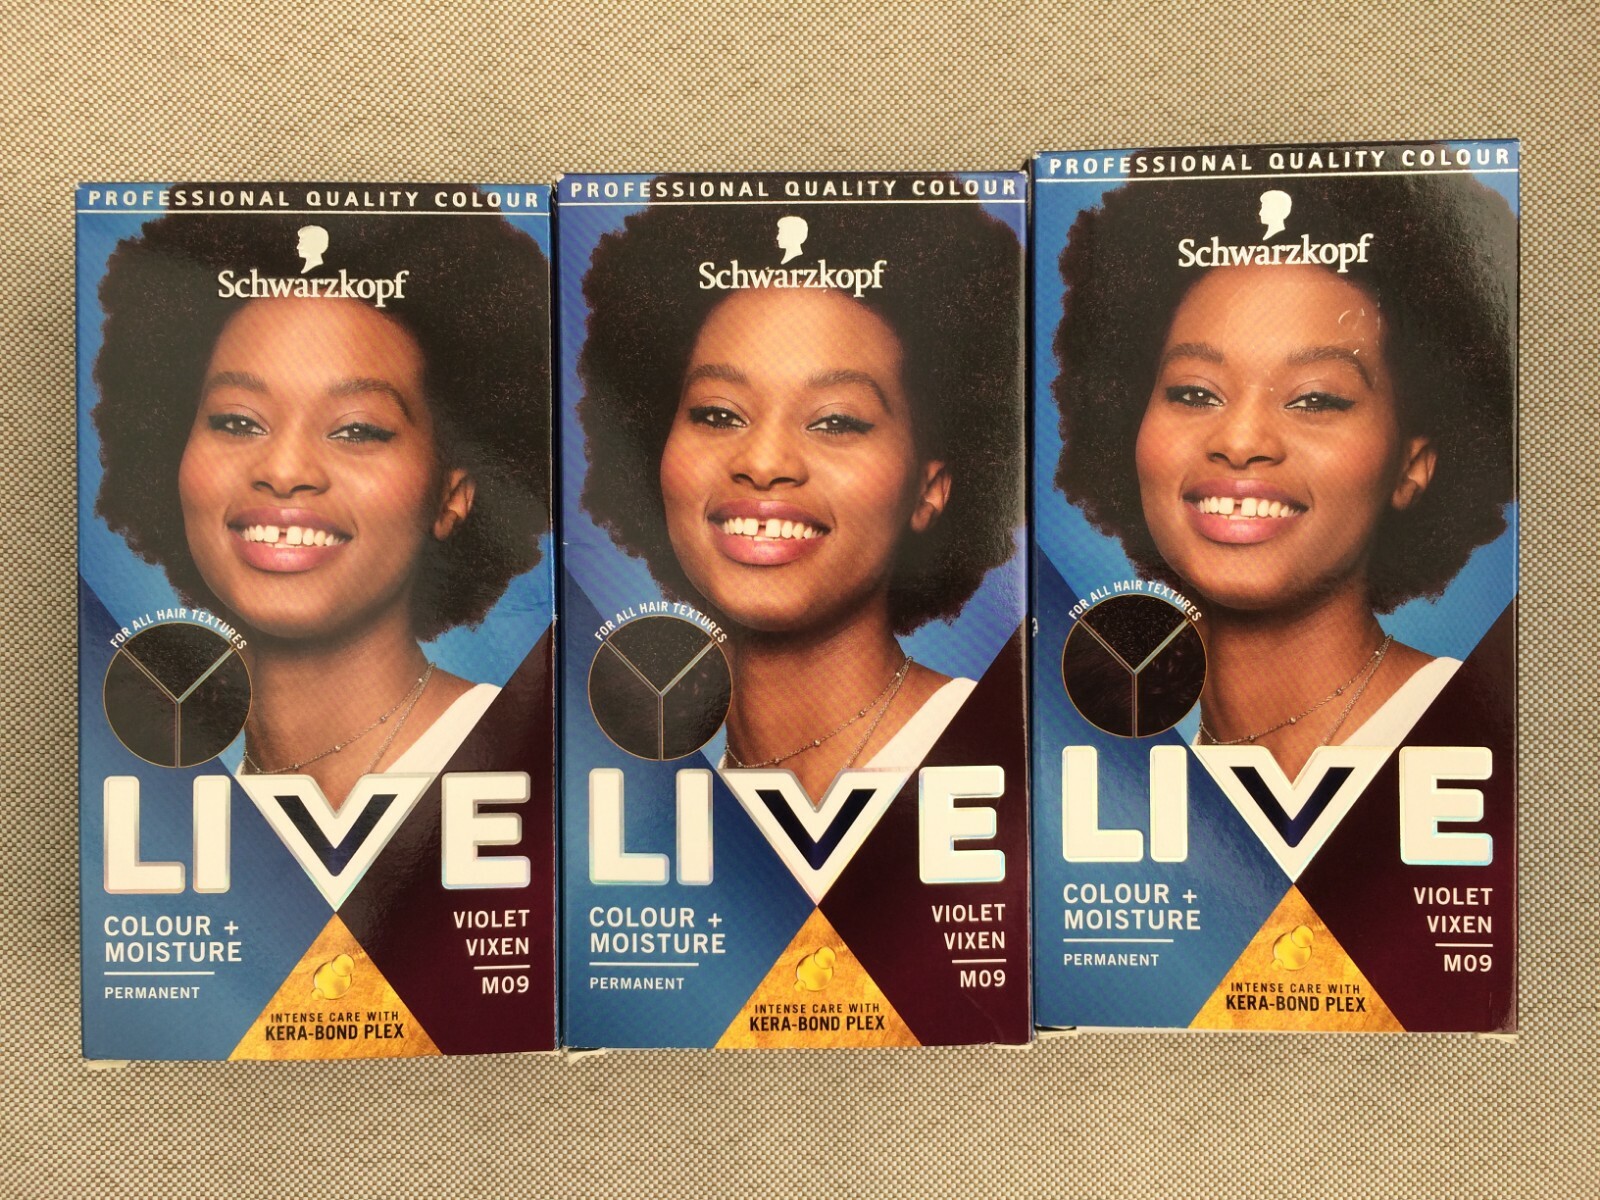 PROFESSIONAL QUALITY COLOUR
Schwarzkopf
FOR ALL HAIR TEXTURES
LIVE
COLOUR +
MOISTURE
PERMANENT
VIOLET
VIXEN
M09
INTENSE CARE WITH
KERA-BOND PLEX
PROFESSIONAL QUALITY COLOUR
Schwarzkopf
FOR ALL HAIR TEXTURES
LIVE
COLOUR +
MOISTURE
PERMANENT
VIOLET
VIXEN
M09
INTENSE CARE WITH
KERA-BOND PLEX
PROFESSIONAL QUALITY COLOUR
Schwarzkopf
FOR ALL HAIR TEXTURES
LIVE
COLOUR +
MOISTURE
PERMANENT
VIOLET
VIXEN
M09
INTENSE CARE WITH
KERA-BOND PLEX